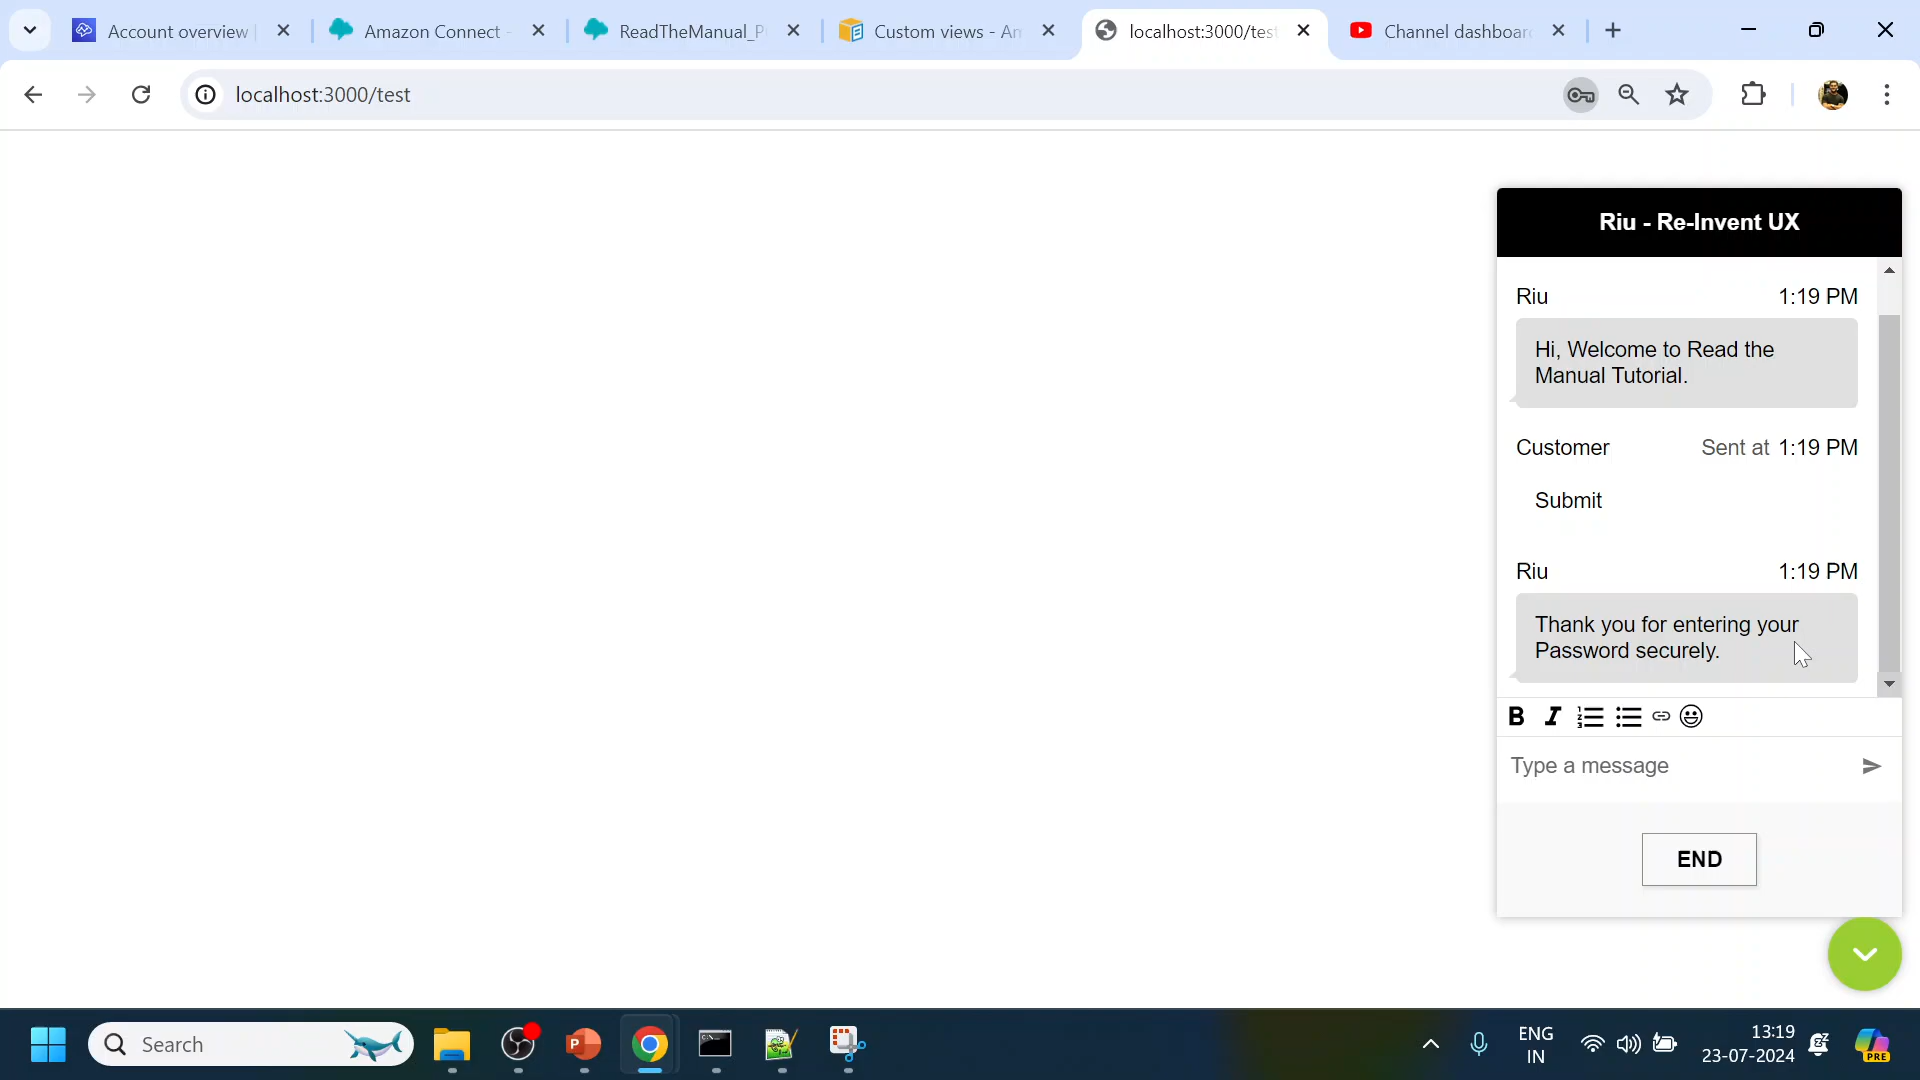 Account overview
Amazon Connect -
ReadTheManual_P
Custom views - Am
localhost:3000/test
Channel dashboard
localhost:3000/test
Riu - Re-Invent UX
Riu 1:19 PM
Hi, Welcome to Read the
Manual Tutorial.
Customer Sent at 1:19 PM
Submit
Riu 1:19 PM
Thank you for entering your
Password securely.
B I
Type a message
END
Search
ENG
IN
13:19
23-07-2024
PRE